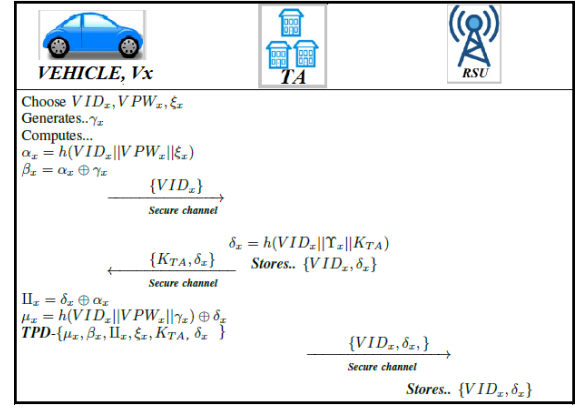 VEHICLE, Vx
TA
RSU
Choose VID_x, VPW_x, ξ_x
Generates..γ_x
Computes...
α_x = h(VID_x||VPW_x||ξ_x)
β_x = α_x ⊕ γ_x
{VID_x}
Secure channel
δ_x = h(VID_x||Υ_x||K_TA)
{K_TA, δ_x}
Stores.. {VID_x, δ_x}
Secure channel
II_x = δ_x ⊕ α_x
μ_x = h(VID_x||VPW_x||γ_x) ⊕ δ_x
TPD-{μ_x, β_x, II_x, ξ_x, K_TA, δ_x }
{VID_x, δ_x, }
Secure channel
Stores.. {VID_x, δ_x}